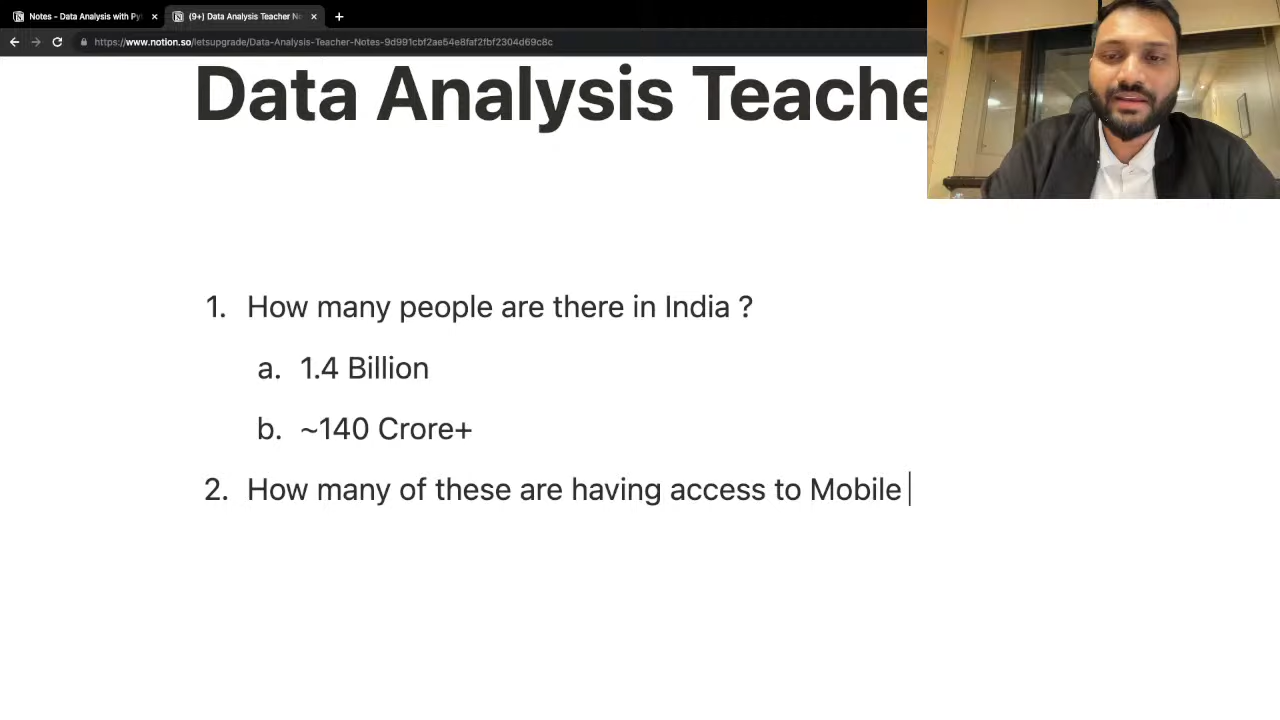 Notes - Data Analysis with Pyt
(9+) Data Analysis Teacher N
https://www.notion.so/letsupgrade/Data-Analysis-Teacher-Notes-9d991cbf2ae54e8faf2fbf2304d69c8c
Data Analysis Teache
1. How many people are there in India ?
a. 1.4 Billion
b. ~140 Crore+
2. How many of these are having access to Mobile